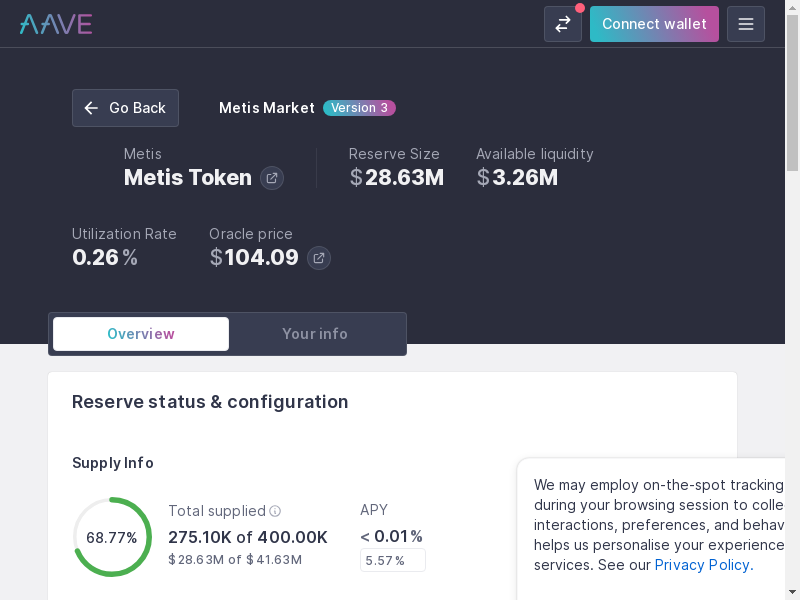 AAVE
Connect wallet
Go Back
Metis Market
Version 3
Metis
Metis Token
Reserve Size
$28.63M
Available liquidity
$3.26M
Utilization Rate
0.26%
Oracle price
$104.09
Overview
Your info
Reserve status & configuration
Supply Info
68.77%
Total supplied
275.10K of 400.00K
$28.63M of $41.63M
APY
< 0.01%
5.57%
We may employ on-the-spot tracking
during your browsing session to colle
interactions, preferences, and behav
helps us personalise your experience
services. See our Privacy Policy.